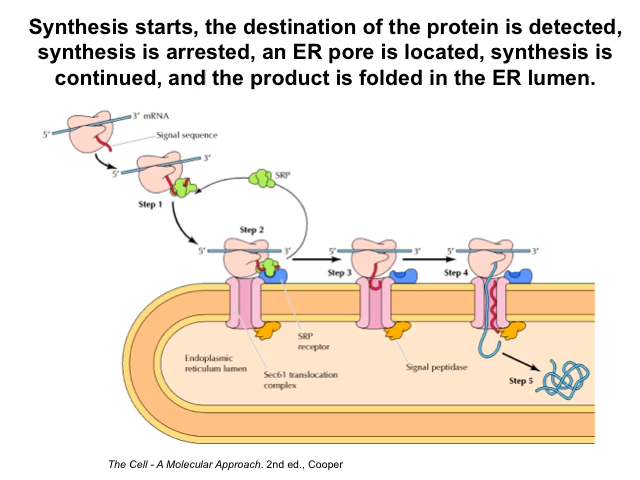 Synthesis starts, the destination of the protein is detected,
synthesis is arrested, an ER pore is located, synthesis is
continued, and the product is folded in the ER lumen.
3' mRNA
5'
Signal sequence
3'
5'
SRP
Step 1
Step 2
5'
3'
5'
3'
5'
3'
Step 3
Step 4
SRP
receptor
Endoplasmic
reticulum lumen
Sec61 translocation
complex
Signal peptidase
Step 5
The Cell - A Molecular Approach. 2nd ed., Cooper